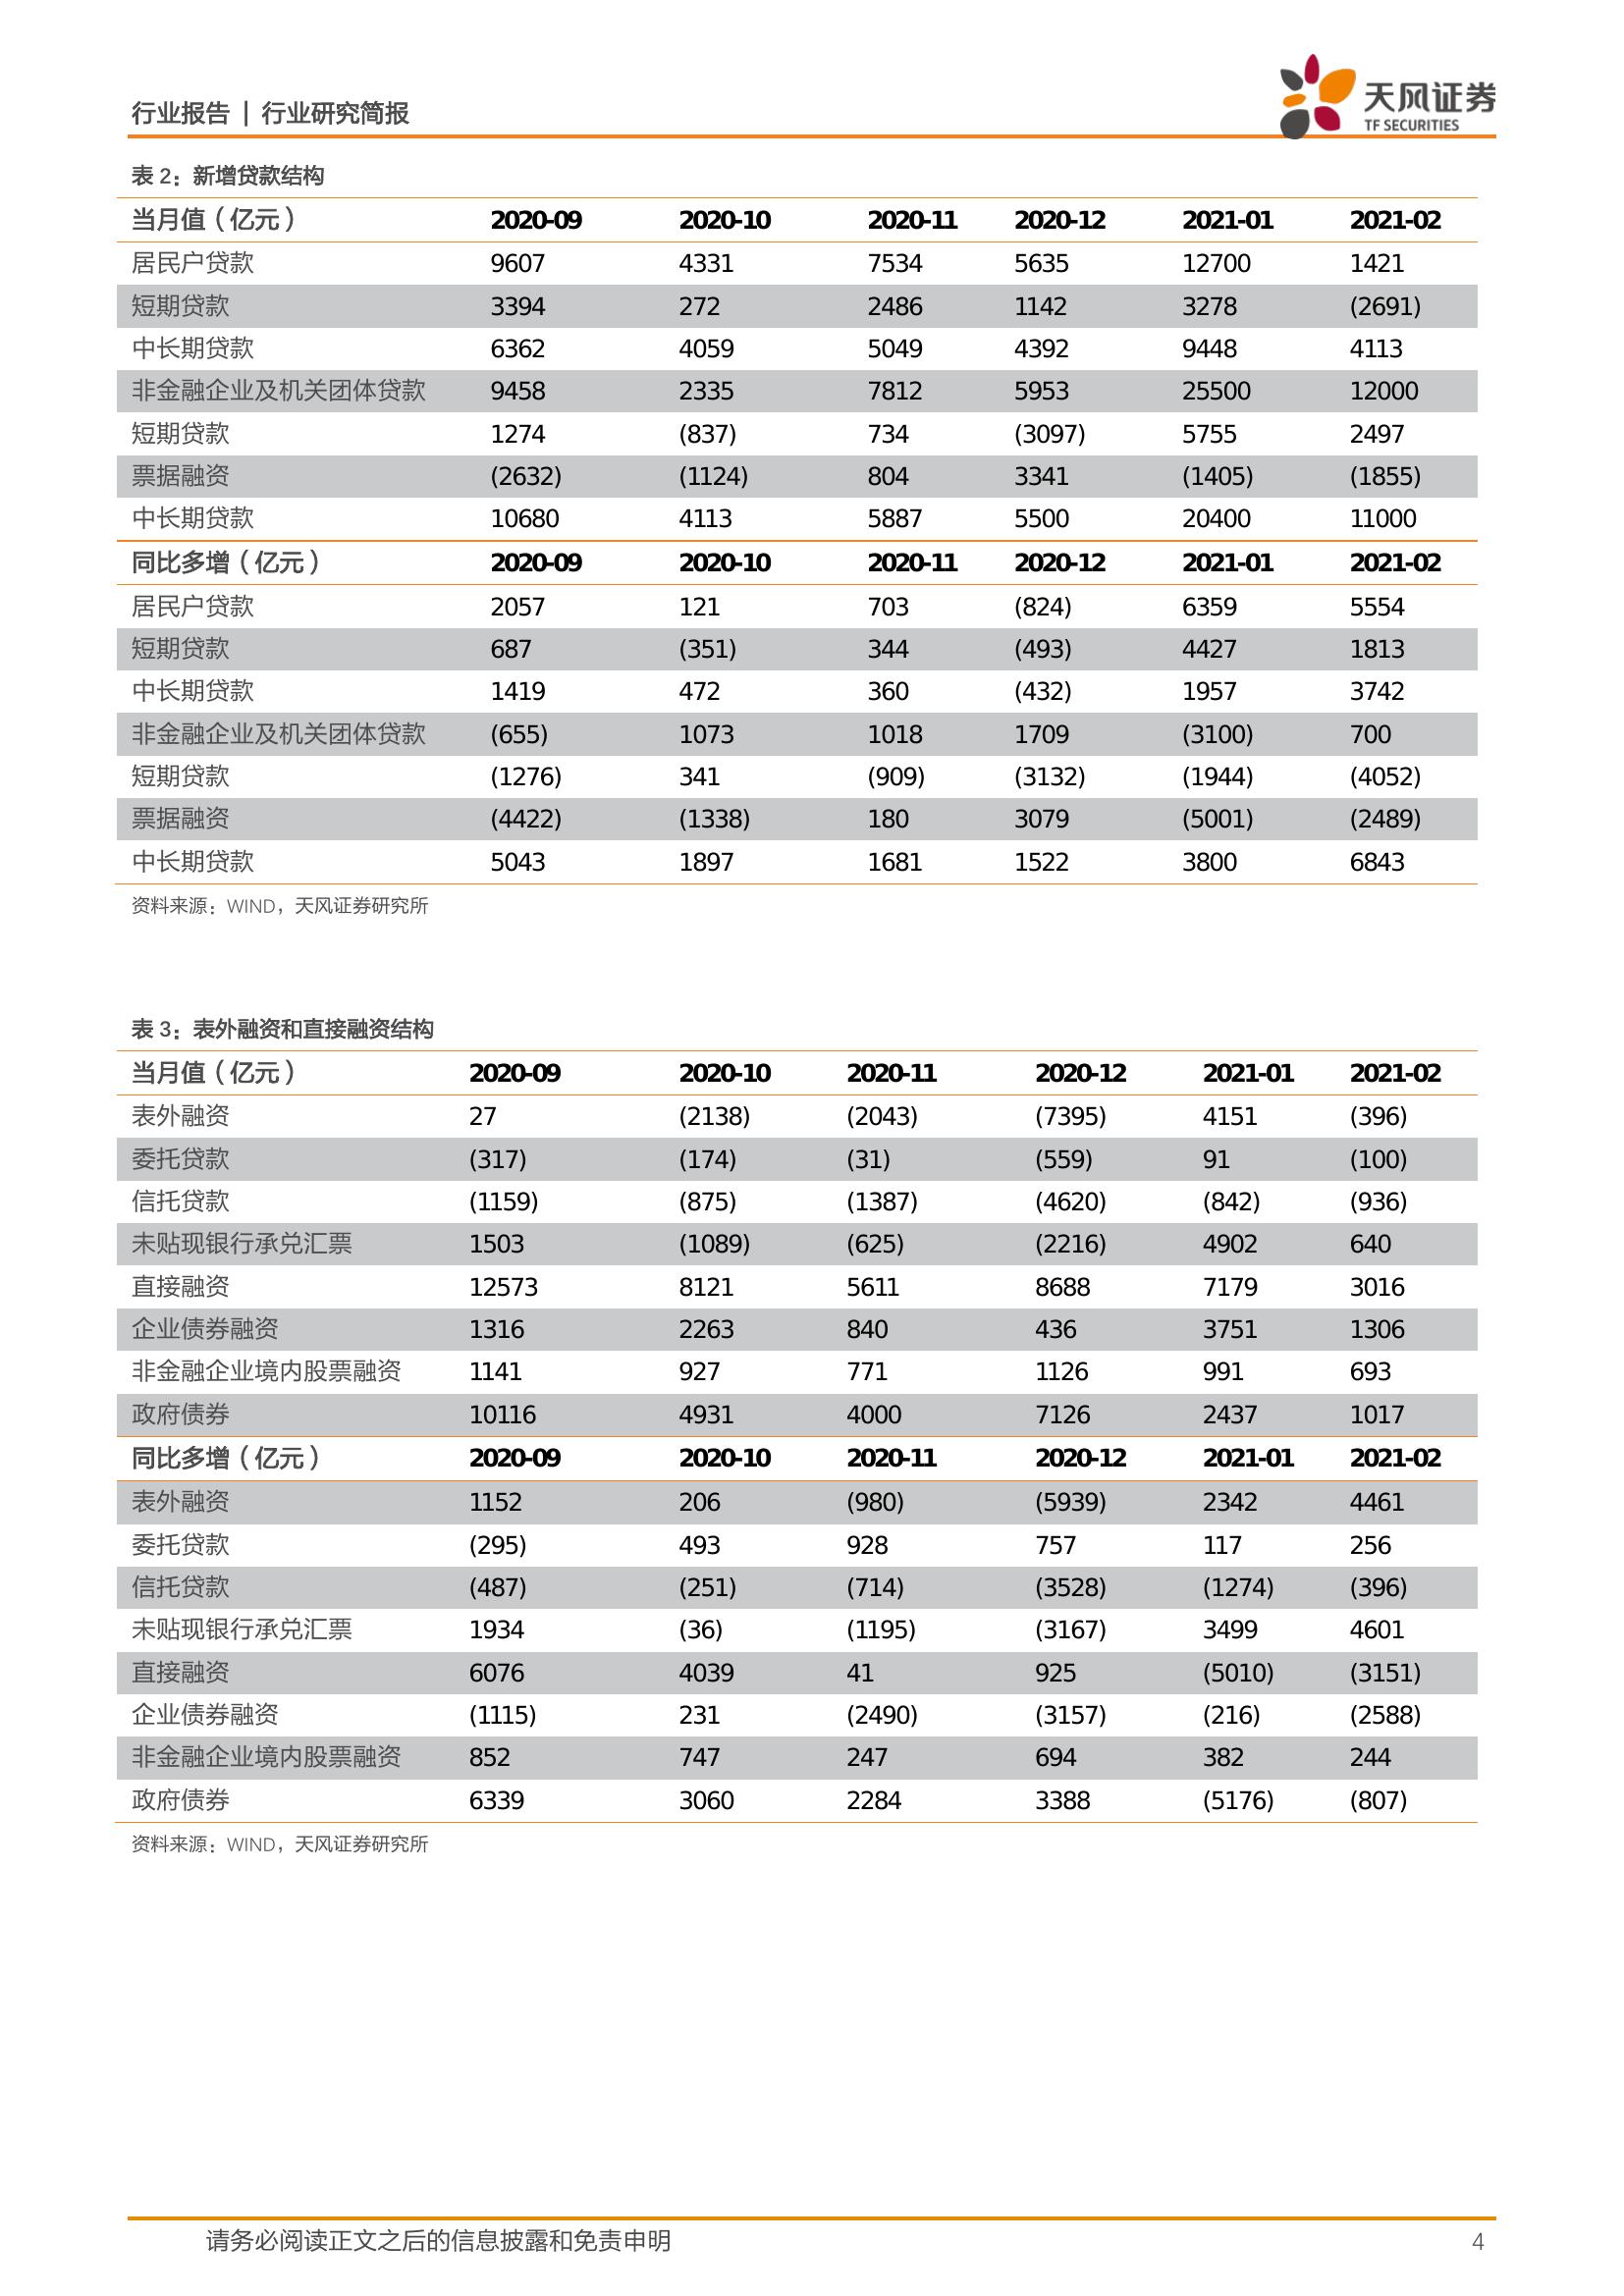 行业报告 | 行业研究简报
天风证券
TF SECURITIES
表 2：新增贷款结构
当月值（亿元） 2020-09 2020-10 2020-11 2020-12 2021-01 2021-02
居民户贷款 9607 4331 7534 5635 12700 1421
短期贷款 3394 272 2486 1142 3278 (2691)
中长期贷款 6362 4059 5049 4392 9448 4113
非金融企业及机关团体贷款 9458 2335 7812 5953 25500 12000
短期贷款 1274 (837) 734 (3097) 5755 2497
票据融资 (2632) (1124) 804 3341 (1405) (1855)
中长期贷款 10680 4113 5887 5500 20400 11000
同比多增（亿元） 2020-09 2020-10 2020-11 2020-12 2021-01 2021-02
居民户贷款 2057 121 703 (824) 6359 5554
短期贷款 687 (351) 344 (493) 4427 1813
中长期贷款 1419 472 360 (432) 1957 3742
非金融企业及机关团体贷款 (655) 1073 1018 1709 (3100) 700
短期贷款 (1276) 341 (909) (3132) (1944) (4052)
票据融资 (4422) (1338) 180 3079 (5001) (2489)
中长期贷款 5043 1897 1681 1522 3800 6843
资料来源：WIND，天风证券研究所
表 3：表外融资和直接融资结构
当月值（亿元） 2020-09 2020-10 2020-11 2020-12 2021-01 2021-02
表外融资 27 (2138) (2043) (7395) 4151 (396)
委托贷款 (317) (174) (31) (559) 91 (100)
信托贷款 (1159) (875) (1387) (4620) (842) (936)
未贴现银行承兑汇票 1503 (1089) (625) (2216) 4902 640
直接融资 12573 8121 5611 8688 7179 3016
企业债券融资 1316 2263 840 436 3751 1306
非金融企业境内股票融资 1141 927 771 1126 991 693
政府债券 10116 4931 4000 7126 2437 1017
同比多增（亿元） 2020-09 2020-10 2020-11 2020-12 2021-01 2021-02
表外融资 1152 206 (980) (5939) 2342 4461
委托贷款 (295) 493 928 757 117 256
信托贷款 (487) (251) (714) (3528) (1274) (396)
未贴现银行承兑汇票 1934 (36) (1195) (3167) 3499 4601
直接融资 6076 4039 41 925 (5010) (3151)
企业债券融资 (1115) 231 (2490) (3157) (216) (2588)
非金融企业境内股票融资 852 747 247 694 382 244
政府债券 6339 3060 2284 3388 (5176) (807)
资料来源：WIND，天风证券研究所
请务必阅读正文之后的信息披露和免责申明 4